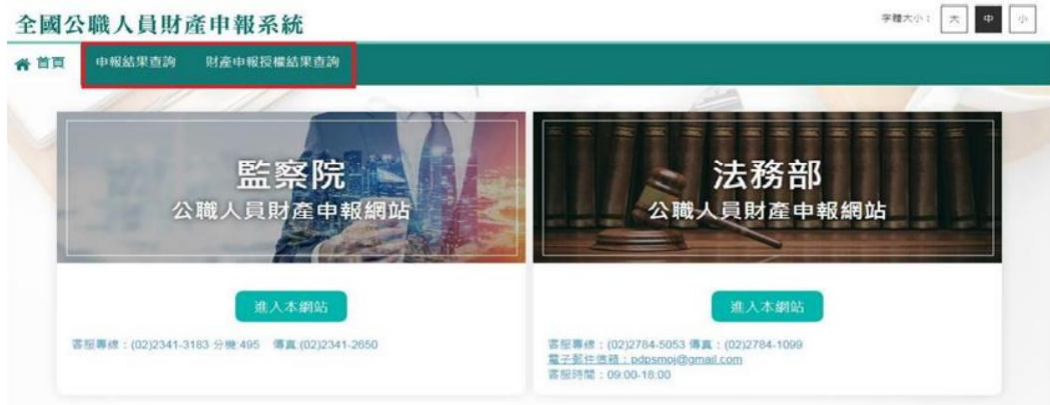 全國公職人員財產申報系統
字體大小： 大 中 小
首頁 申報結果查詢 財產申報授權結果查詢
監察院
公職人員財產申報網站
進入本網站
客服專線：(02)2341-3183 分機:495 傳真:(02)2341-2650
法務部
公職人員財產申報網站
進入本網站
客服專線：(02)2784-5053 傳真：(02)2784-1099
電子郵件信箱：pdpsmoj@gmail.com
客服時間：09:00-18:00